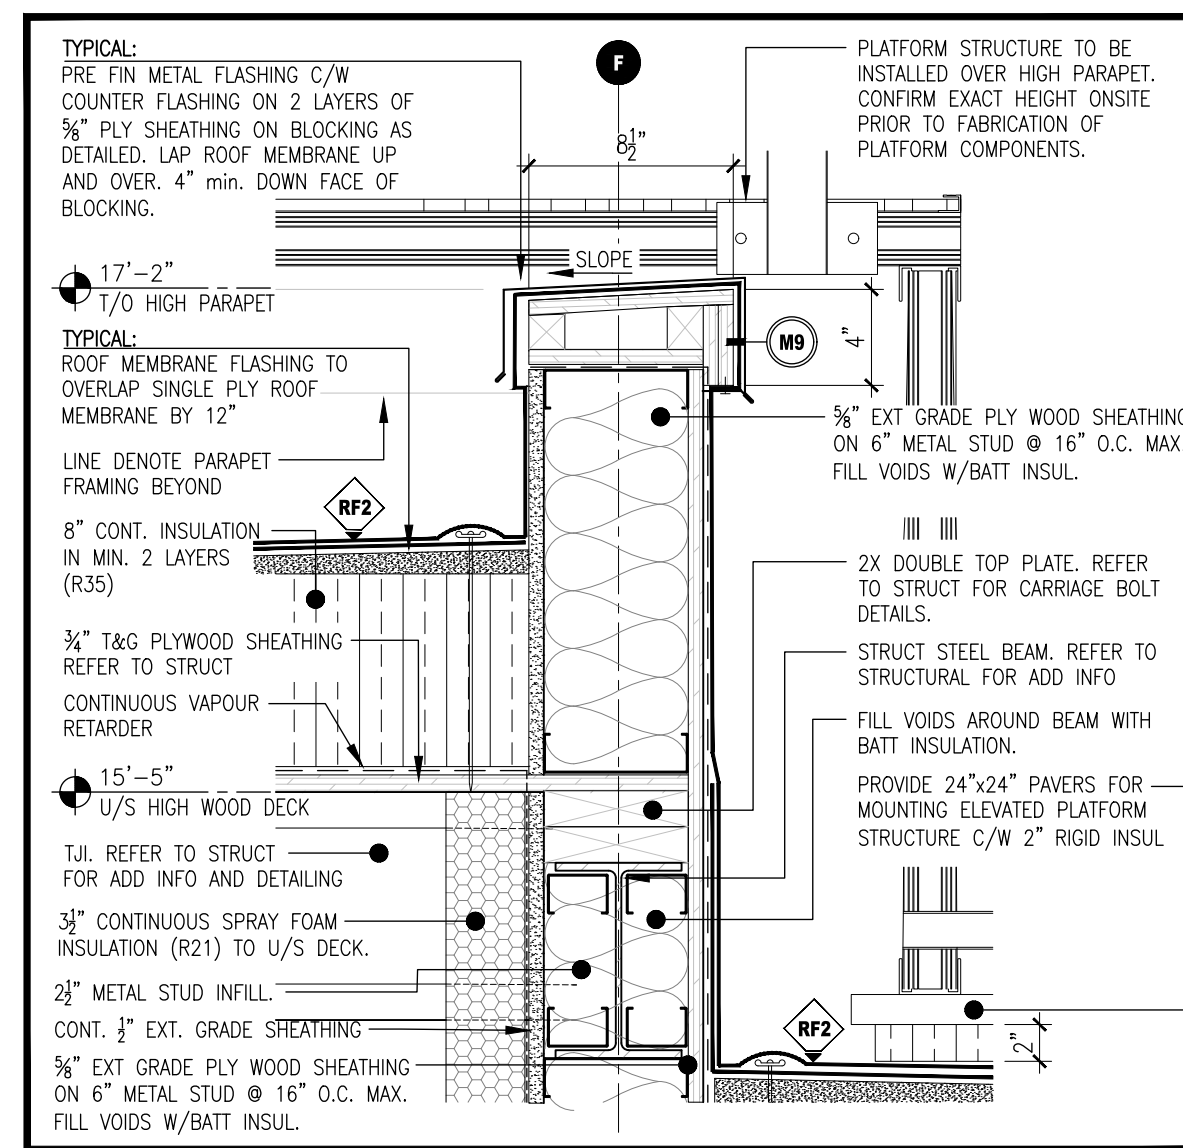 TYPICAL:
PRE FIN METAL FLASHING C/W
COUNTER FLASHING ON 2 LAYERS OF
⅝" PLY SHEATHING ON BLOCKING AS
DETAILED. LAP ROOF MEMBRANE UP
AND OVER. 4" min. DOWN FACE OF
BLOCKING.
F
8½"
PLATFORM STRUCTURE TO BE
INSTALLED OVER HIGH PARAPET.
CONFIRM EXACT HEIGHT ONSITE
PRIOR TO FABRICATION OF
PLATFORM COMPONENTS.
SLOPE
17'-2"
T/O HIGH PARAPET
M9
4"
TYPICAL:
ROOF MEMBRANE FLASHING TO
OVERLAP SINGLE PLY ROOF
MEMBRANE BY 12"
LINE DENOTE PARAPET
FRAMING BEYOND
RF2
8" CONT. INSULATION
IN MIN. 2 LAYERS
(R35)
¾" T&G PLYWOOD SHEATHING
REFER TO STRUCT
CONTINUOUS VAPOUR
RETARDER
15'-5"
U/S HIGH WOOD DECK
TJI. REFER TO STRUCT
FOR ADD INFO AND DETAILING
3½" CONTINUOUS SPRAY FOAM
INSULATION (R21) TO U/S DECK.
2½" METAL STUD INFILL.
CONT. ½" EXT. GRADE SHEATHING
⅝" EXT GRADE PLY WOOD SHEATHING
ON 6" METAL STUD @ 16" O.C. MAX.
FILL VOIDS W/BATT INSUL.
⅝" EXT GRADE PLY WOOD SHEATHING
ON 6" METAL STUD @ 16" O.C. MAX.
FILL VOIDS W/BATT INSUL.
2X DOUBLE TOP PLATE. REFER
TO STRUCT FOR CARRIAGE BOLT
DETAILS.
STRUCT STEEL BEAM. REFER TO
STRUCTURAL FOR ADD INFO
FILL VOIDS AROUND BEAM WITH
BATT INSULATION.
PROVIDE 24"x24" PAVERS FOR
MOUNTING ELEVATED PLATFORM
STRUCTURE C/W 2" RIGID INSUL
RF2
2"